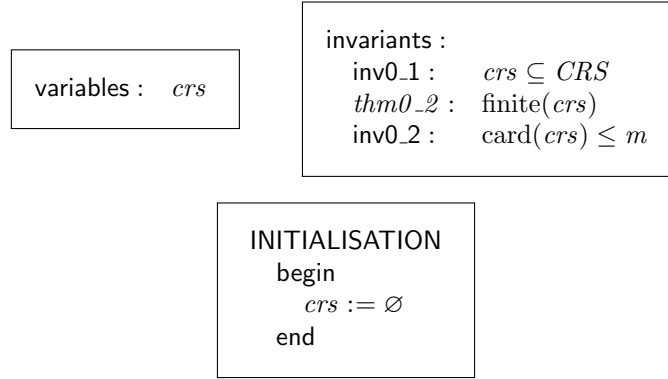 variables : crs
invariants :
inv0_1 : crs ⊆ CRS
thm0_2 : finite(crs)
inv0_2 : card(crs) ≤ m
INITIALISATION
begin
crs := ∅
end